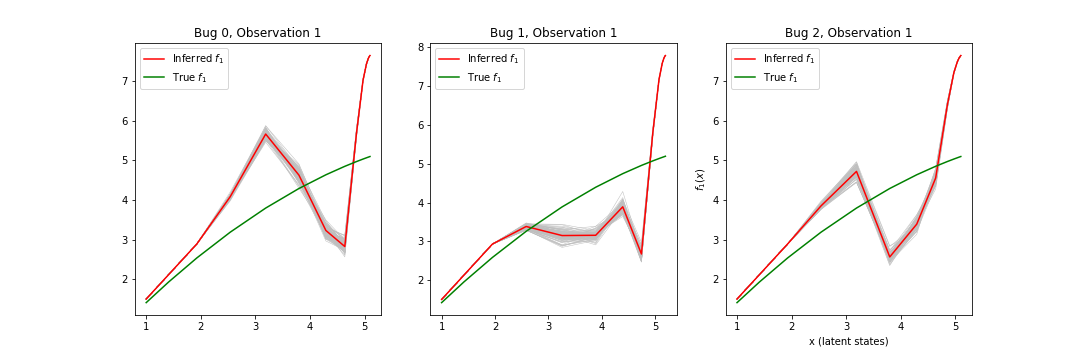 Bug 0, Observation 1
Inferred f₁
True f₁
7
6
5
4
3
2
1 2 3 4 5
Bug 1, Observation 1
Inferred f₁
True f₁
8
7
6
5
4
3
2
1 2 3 4 5
Bug 2, Observation 1
Inferred f₁
True f₁
f₁(x)
7
6
5
4
3
2
1 2 3 4 5
x (latent states)